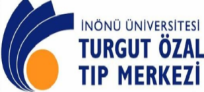 İNÖNÜ ÜNİVERSİTESİ
TURGUT ÖZAL
TIP MERKEZİ